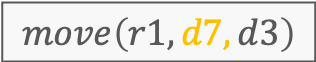 move(r1, d7, d3)